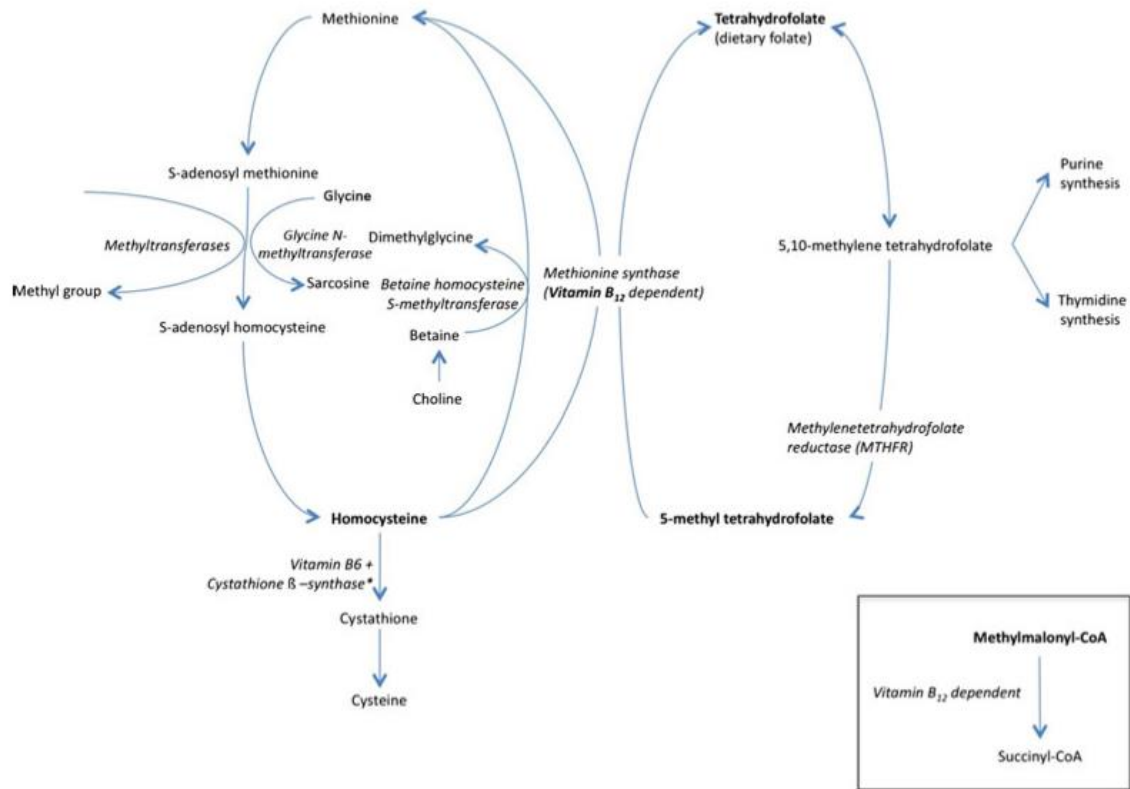 Methionine
Tetrahydrofolate
(dietary folate)
S-adenosyl methionine
Glycine
Methyltransferases
Glycine N-
methyltransferase
Dimethylglycine
Sarcosine
Methyl group
Betaine homocysteine
S-methyltransferase
S-adenosyl homocysteine
Betaine
Choline
Methionine synthase
(Vitamin B12 dependent)
5,10-methylene tetrahydrofolate
Purine
synthesis
Thymidine
synthesis
Methylenetetrahydrofolate
reductase (MTHFR)
Homocysteine
5-methyl tetrahydrofolate
Vitamin B6 +
Cystathione ß –synthase*
Cystathione
Cysteine
Methylmalonyl-CoA
Vitamin B12 dependent
Succinyl-CoA